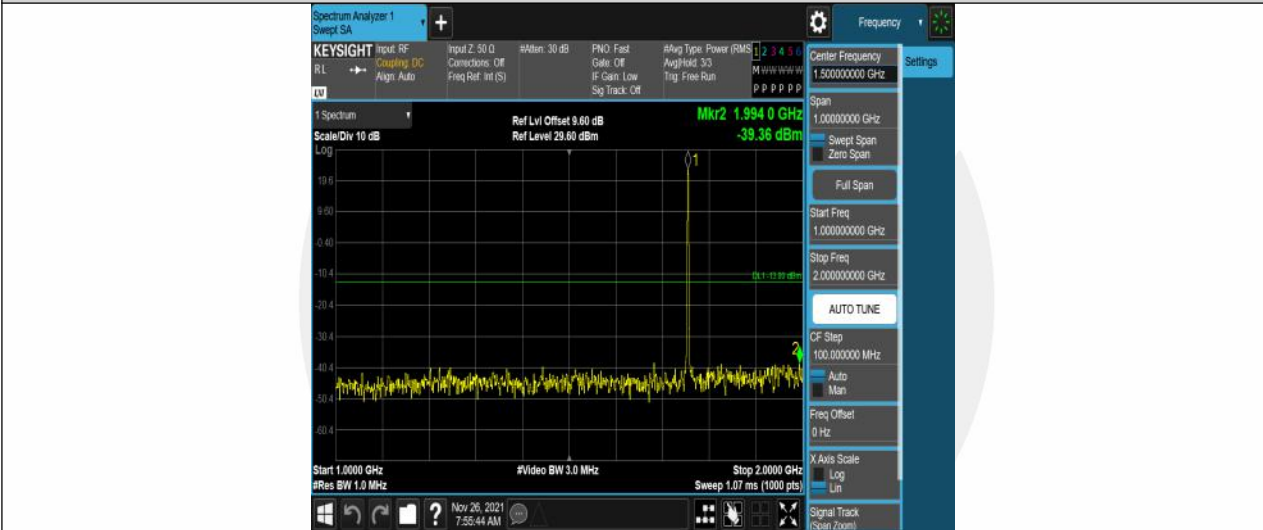 Spectrum Analyzer 1
Swept SA
+
Frequency
KEYSIGHT
Input: RF
Coupling: DC
Align: Auto
RL
LV
Input Z: 50 Ω
Corrections: Off
Freq Ref: Int (S)
#Atten: 30 dB
PNO: Fast
Gate: Off
IF Gain: Low
Sig Track: Off
#Avg Type: Power (RMS
Avg|Hold: 3/3
Trig: Free Run
1 2 3 4 5 6
M W W W W W
P P P P P P
1 Spectrum
Scale/Div 10 dB
Ref Lvl Offset 9.60 dB
Ref Level 29.60 dBm
Mkr2 1.994 0 GHz
-39.36 dBm
Log
1
19.6
9.60
-0.40
-10.4
DL1 -13.00 dBm
-20.4
-30.4
2
-40.4
-50.4
-60.4
Start 1.0000 GHz
#Video BW 3.0 MHz
Stop 2.0000 GHz
#Res BW 1.0 MHz
Sweep 1.07 ms (1000 pts)
?
Nov 26, 2021
7:55:44 AM
Center Frequency
1.500000000 GHz
Settings
Span
1.00000000 GHz
Swept Span
Zero Span
Full Span
Start Freq
1.000000000 GHz
Stop Freq
2.000000000 GHz
AUTO TUNE
CF Step
100.000000 MHz
Auto
Man
Freq Offset
0 Hz
X Axis Scale
Log
Lin
Signal Track
(Span Zoom)